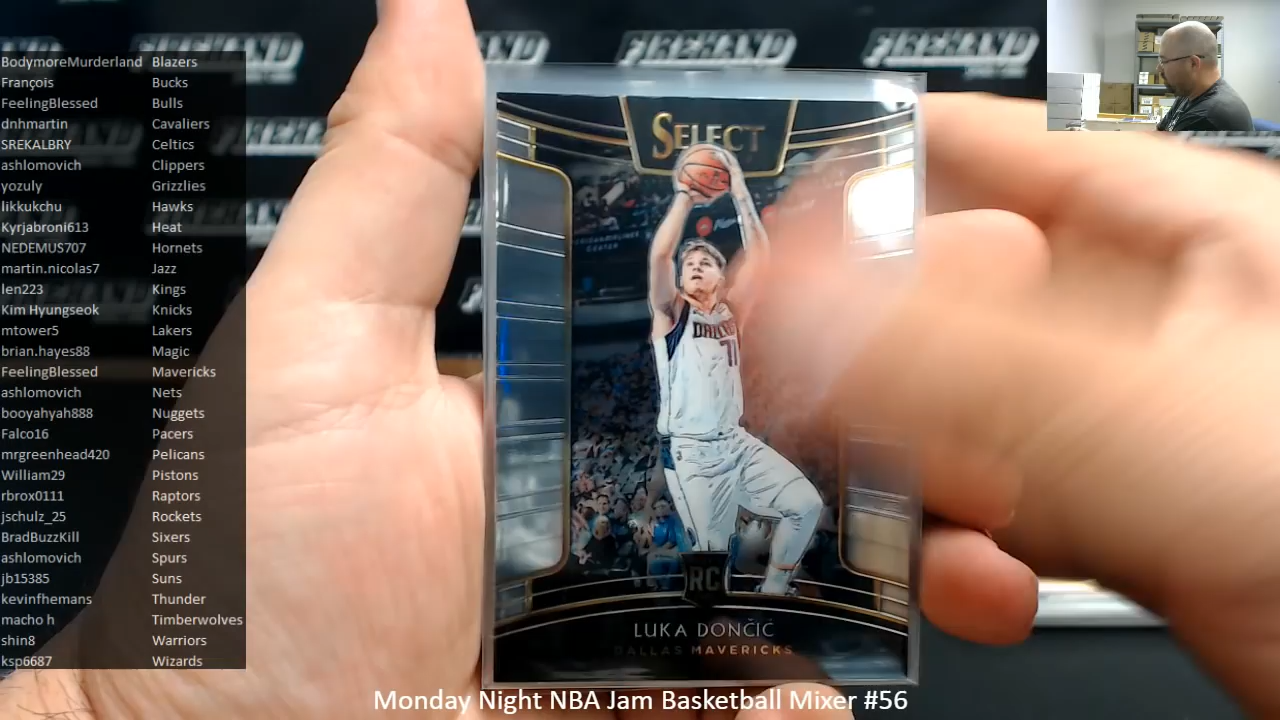 FIREHAND FIREHAND FIREHAND
BodymoreMurderland Blazers
François Bucks
FeelingBlessed Bulls
dnhmartin Cavaliers
SREKALBRY Celtics
ashlomovich Clippers
yozuly Grizzlies
likkukchu Hawks
Kyrjabroni613 Heat
NEDEMUS707 Hornets
martin.nicolas7 Jazz
len223 Kings
Kim Hyungseok Knicks
mtower5 Lakers
brian.hayes88 Magic
FeelingBlessed Mavericks
ashlomovich Nets
booyahyah888 Nuggets
Falco16 Pacers
mrgreenhead420 Pelicans
William29 Pistons
rbrox0111 Raptors
jschulz_25 Rockets
BradBuzzKill Sixers
ashlomovich Spurs
jb15385 Suns
kevinfhemans Thunder
macho h Timberwolves
shin8 Warriors
ksp6687 Wizards
SELECT
RC
LUKA DONČIĆ
DALLAS MAVERICKS
Monday Night NBA Jam Basketball Mixer #56